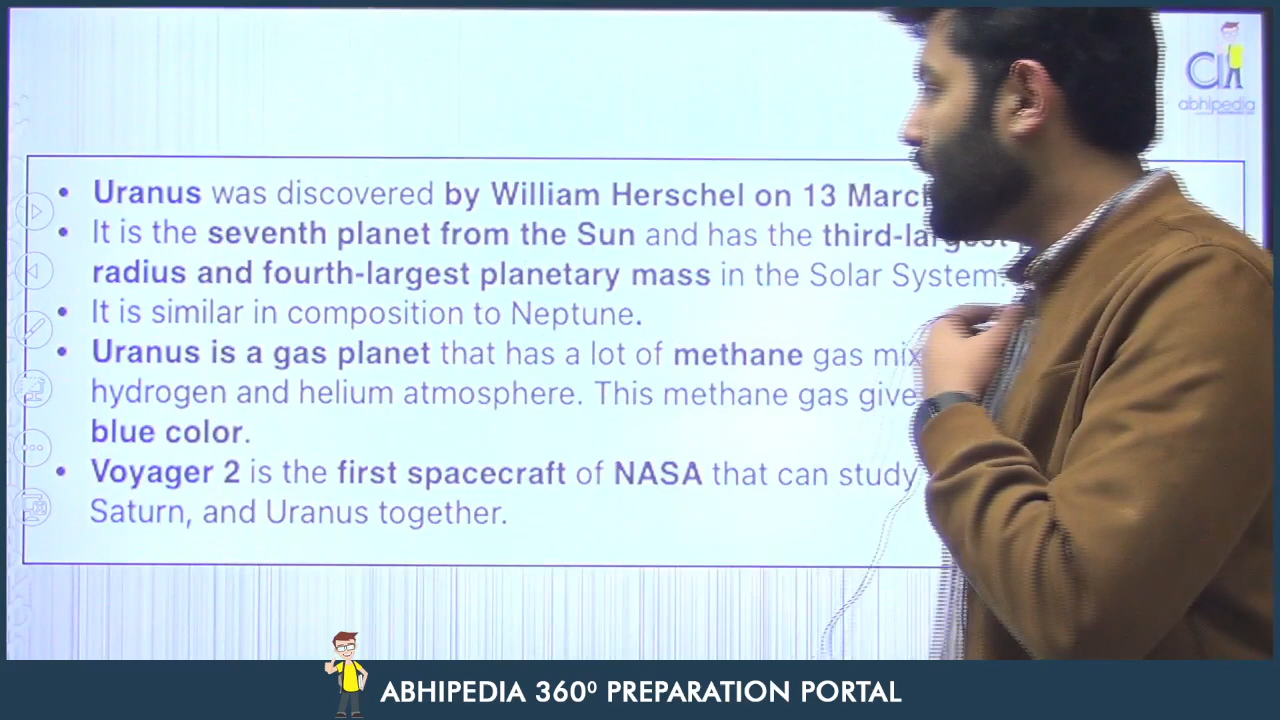 abhipedia
• Uranus was discovered by William Herschel on 13 March
• It is the seventh planet from the Sun and has the third-largest
radius and fourth-largest planetary mass in the Solar System.
• It is similar in composition to Neptune.
• Uranus is a gas planet that has a lot of methane gas
hydrogen and helium atmosphere. This methane gas
blue color.
• Voyager 2 is the first spacecraft of NASA that can study
Saturn, and Uranus together.
ABHIPEDIA 360⁰ PREPARATION PORTAL